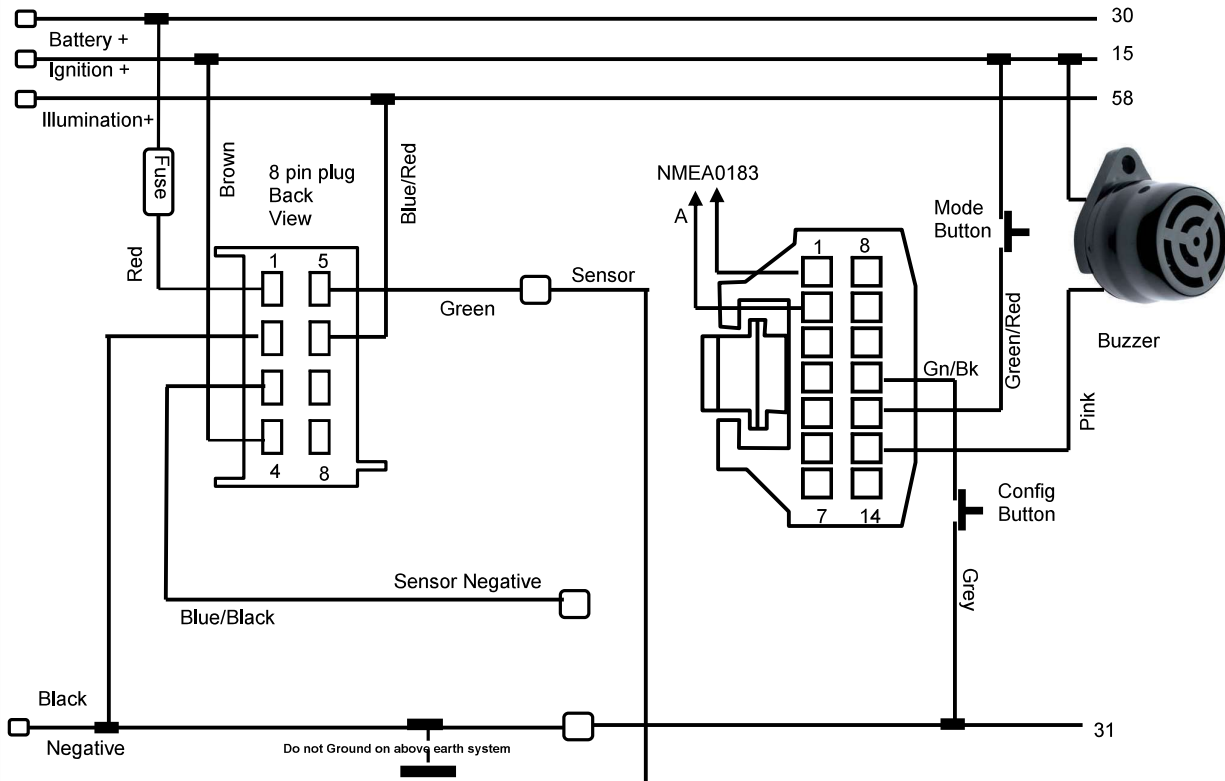 30
Battery +
15
Ignition +
58
Illumination+
Fuse
Brown
8 pin plug
Back
View
Blue/Red
NMEA0183
A
Mode
Button
Red
1
5
Sensor
Green
1
8
Green/Red
Buzzer
Gn/Bk
Pink
4
8
7
14
Config
Button
Grey
Sensor Negative
Blue/Black
Black
Negative
Do not Ground on above earth system
31